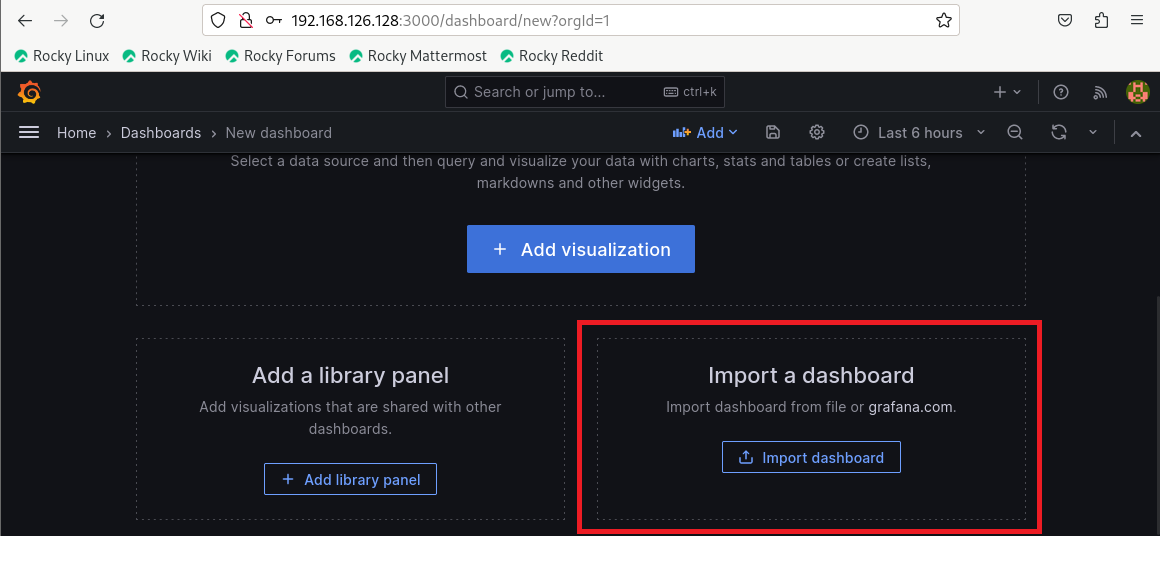 192.168.126.128:3000/dashboard/new?orgId=1
Rocky Linux Rocky Wiki Rocky Forums Rocky Mattermost Rocky Reddit
Search or jump to... ctrl+k
Home › Dashboards › New dashboard Add Last 6 hours
Select a data source and then query and visualize your data with charts, stats and tables or create lists,
markdowns and other widgets.
+ Add visualization
Add a library panel
Add visualizations that are shared with other
dashboards.
+ Add library panel
Import a dashboard
Import dashboard from file or grafana.com.
Import dashboard